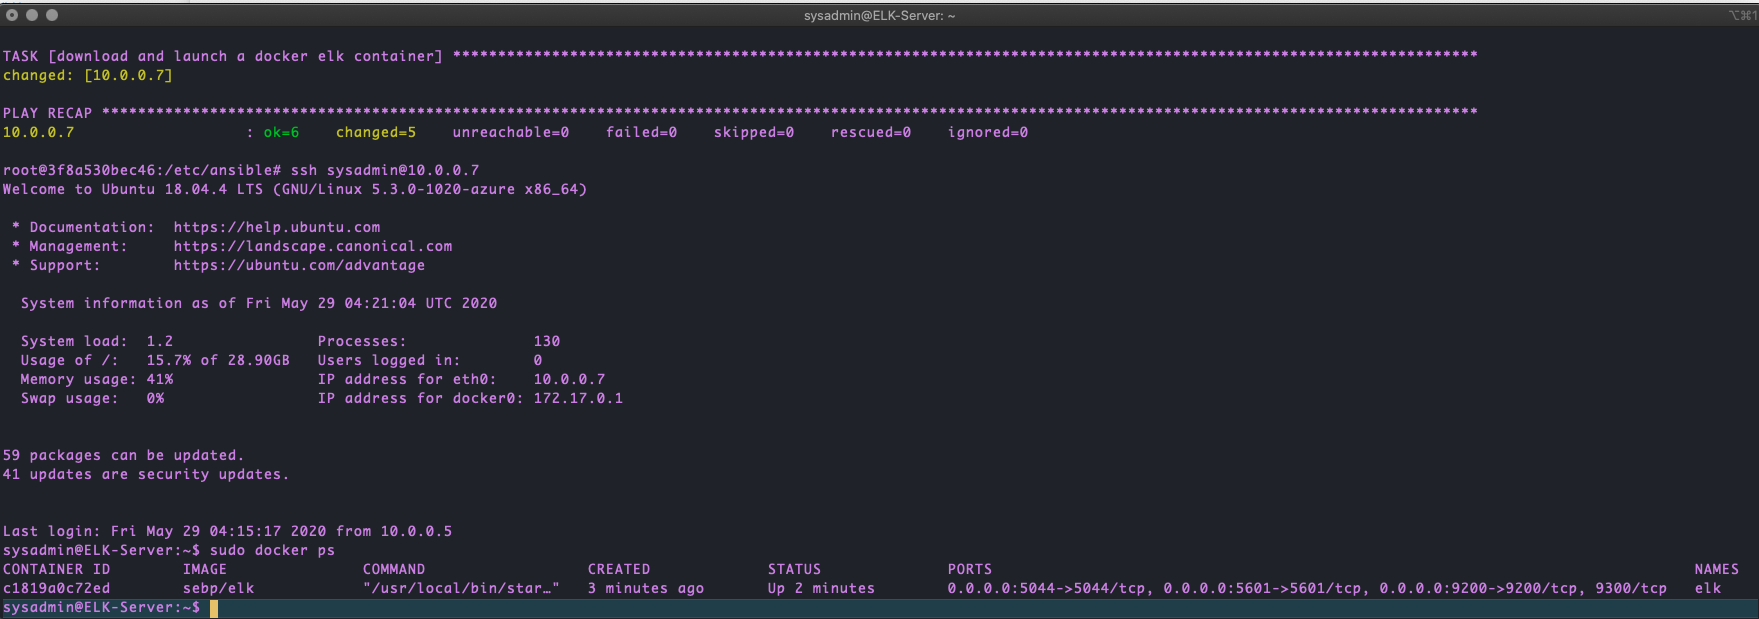 sysadmin@ELK-Server: ~
⌥⌘1
TASK [download and launch a docker elk container] ******************************************************************************************************************
changed: [10.0.0.7]
PLAY RECAP *********************************************************************************************************************************************************
10.0.0.7                   : ok=6    changed=5    unreachable=0    failed=0    skipped=0    rescued=0    ignored=0
root@3f8a530bec46:/etc/ansible# ssh sysadmin@10.0.0.7
Welcome to Ubuntu 18.04.4 LTS (GNU/Linux 5.3.0-1020-azure x86_64)
 * Documentation:  https://help.ubuntu.com
 * Management:     https://landscape.canonical.com
 * Support:        https://ubuntu.com/advantage
  System information as of Fri May 29 04:21:04 UTC 2020
  System load:  1.2                Processes:              130
  Usage of /:   15.7% of 28.90GB   Users logged in:        0
  Memory usage: 41%                IP address for eth0:    10.0.0.7
  Swap usage:   0%                 IP address for docker0: 172.17.0.1
59 packages can be updated.
41 updates are security updates.
Last login: Fri May 29 04:15:17 2020 from 10.0.0.5
sysadmin@ELK-Server:~$ sudo docker ps
CONTAINER ID        IMAGE               COMMAND                  CREATED             STATUS              PORTS                                                                              NAMES
c1819a0c72ed        sebp/elk            "/usr/local/bin/star…"   3 minutes ago       Up 2 minutes        0.0.0.0:5044->5044/tcp, 0.0.0.0:5601->5601/tcp, 0.0.0.0:9200->9200/tcp, 9300/tcp   elk
sysadmin@ELK-Server:~$